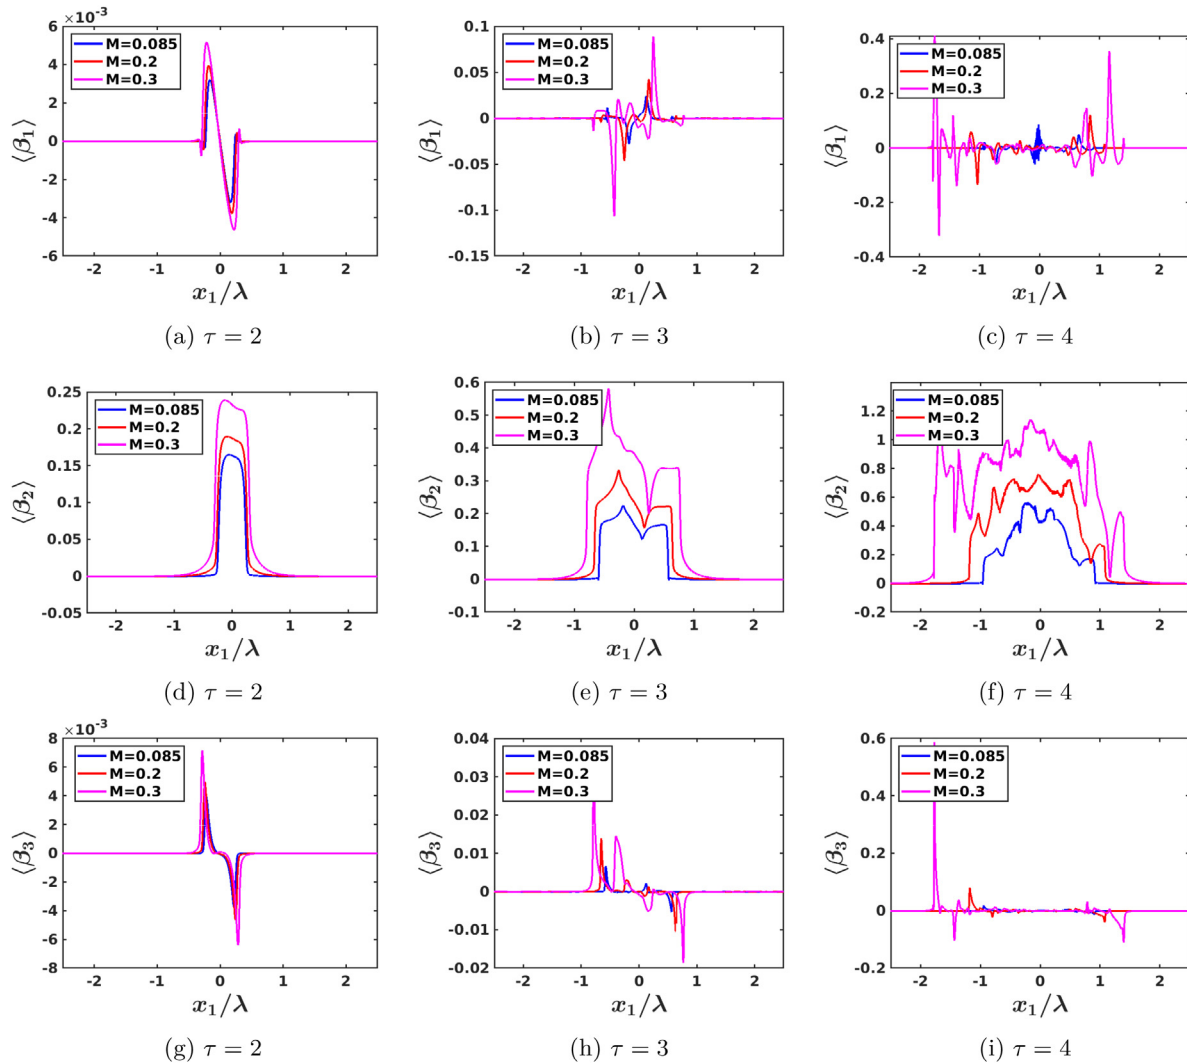 ×10⁻³
6
4
2
0
-2
-4
-6
-2 -1 0 1 2
M=0.085
M=0.2
M=0.3
⟨β₁⟩
x₁/λ
(a) τ = 2
0.1
0.05
0
-0.05
-0.1
-0.15
-2 -1 0 1 2
M=0.085
M=0.2
M=0.3
⟨β₁⟩
x₁/λ
(b) τ = 3
0.4
0.2
0
-0.2
-0.4
-2 -1 0 1 2
M=0.085
M=0.2
M=0.3
⟨β₁⟩
x₁/λ
(c) τ = 4
0.25
0.2
0.15
0.1
0.05
0
-0.05
-2 -1 0 1 2
M=0.085
M=0.2
M=0.3
⟨β₂⟩
x₁/λ
(d) τ = 2
0.6
0.5
0.4
0.3
0.2
0.1
0
-0.1
-2 -1 0 1 2
M=0.085
M=0.2
M=0.3
⟨β₂⟩
x₁/λ
(e) τ = 3
1.2
1
0.8
0.6
0.4
0.2
0
-0.2
-2 -1 0 1 2
M=0.085
M=0.2
M=0.3
⟨β₂⟩
x₁/λ
(f) τ = 4
×10⁻³
8
6
4
2
0
-2
-4
-6
-8
-2 -1 0 1 2
M=0.085
M=0.2
M=0.3
⟨β₃⟩
x₁/λ
(g) τ = 2
0.04
0.03
0.02
0.01
0
-0.01
-0.02
-2 -1 0 1 2
M=0.085
M=0.2
M=0.3
⟨β₃⟩
x₁/λ
(h) τ = 3
0.6
0.4
0.2
0
-0.2
-2 -1 0 1 2
M=0.085
M=0.2
M=0.3
⟨β₃⟩
x₁/λ
(i) τ = 4